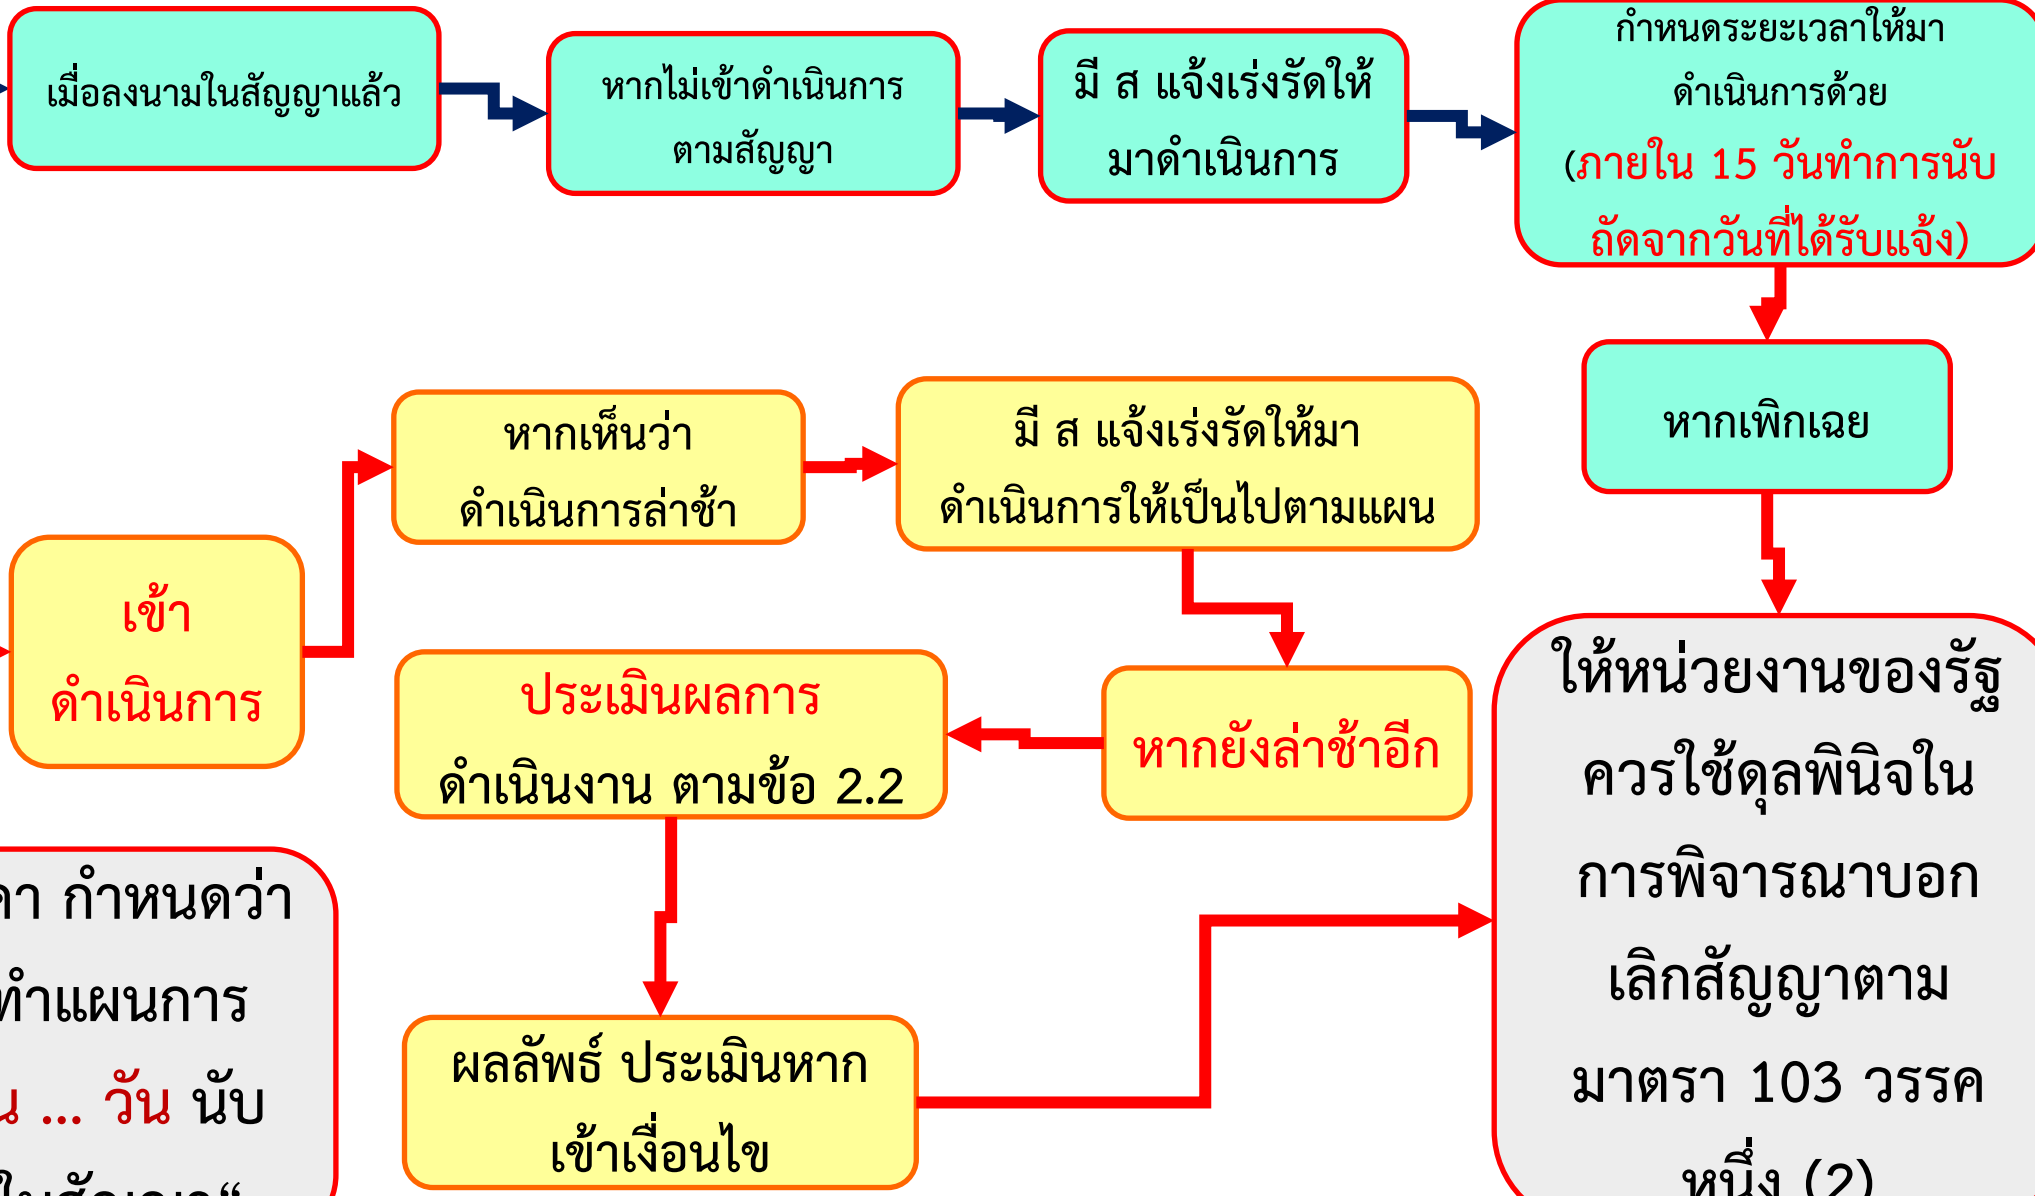 เมื่อลงนามในสัญญาแล้ว
หากไม่เข้าดำเนินการ
ตามสัญญา
มี ส แจ้งเร่งรัดให้
มาดำเนินการ
กำหนดระยะเวลาให้มา
ดำเนินการด้วย
(ภายใน 15 วันทำการนับ
ถัดจากวันที่ได้รับแจ้ง)
หากเพิกเฉย
หากเห็นว่า
ดำเนินการล่าช้า
มี ส แจ้งเร่งรัดให้มา
ดำเนินการให้เป็นไปตามแผน
เข้า
ดำเนินการ
ประเมินผลการ
ดำเนินงาน ตามข้อ 2.2
หากยังล่าช้าอีก
ให้หน่วยงานของรัฐ
ควรใช้ดุลพินิจใน
การพิจารณาบอก
เลิกสัญญาตาม
มาตรา 103 วรรค
หนึ่ง (2)
กำหนดว่า
ทำแผนการ
... วัน นับ
ในสัญญา“
ผลลัพธ์ ประเมินหาก
เข้าเงื่อนไข